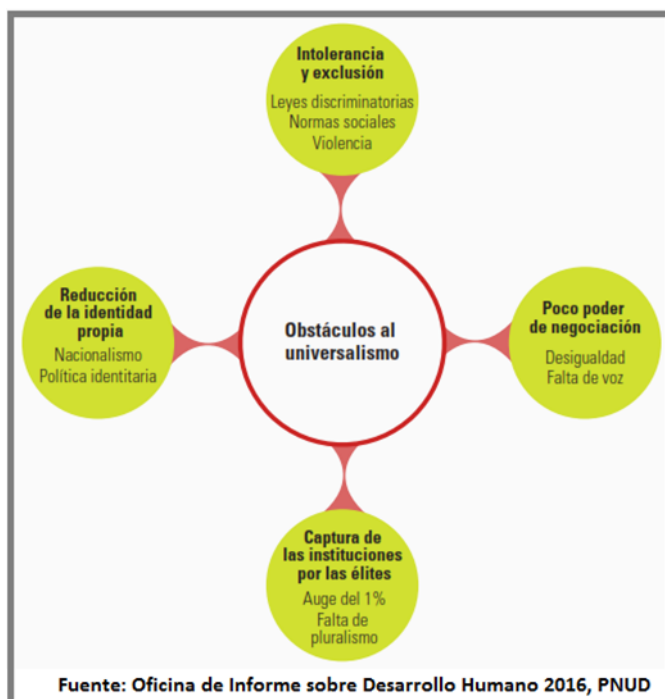 Intolerancia
y exclusión
Leyes discriminatorias
Normas sociales
Violencia
Reducción
de la identidad
propia
Nacionalismo
Política identitaria
Obstáculos al
universalismo
Poco poder
de negociación
Desigualdad
Falta de voz
Captura de
las instituciones
por las élites
Auge del 1%
Falta de
pluralismo
Fuente: Oficina de Informe sobre Desarrollo Humano 2016, PNUD